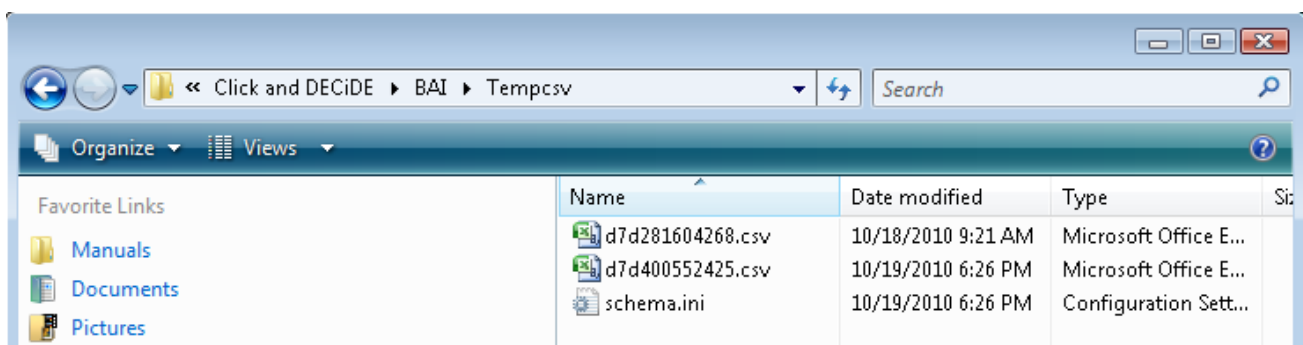 « Click and DECiDE ▸ BAI ▸ Tempcsv Search
Organize Views
Favorite Links
Manuals
Documents
Pictures
Name Date modified Type Siz
d7d281604268.csv 10/18/2010 9:21 AM Microsoft Office E...
d7d400552425.csv 10/19/2010 6:26 PM Microsoft Office E...
schema.ini 10/19/2010 6:26 PM Configuration Sett...